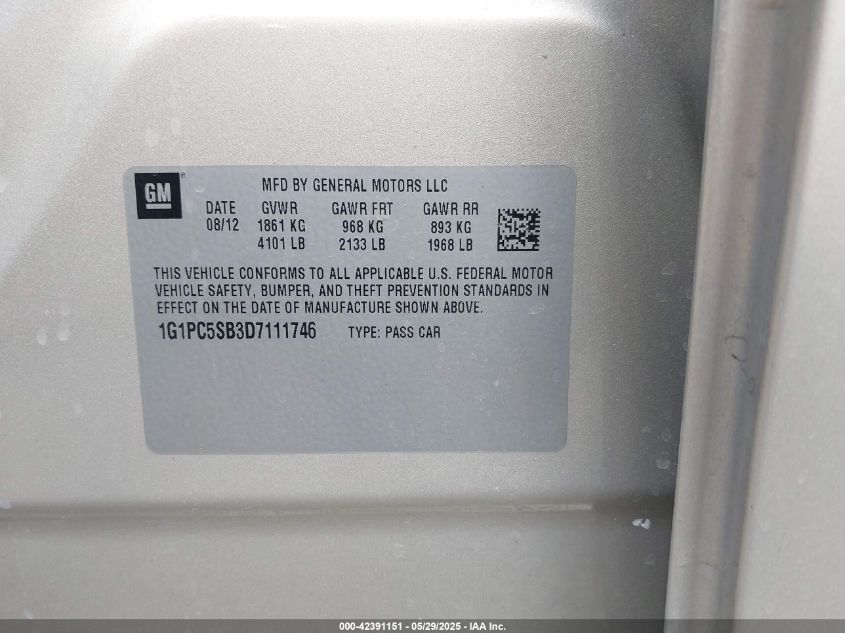 GM®
MFD BY GENERAL MOTORS LLC
DATE GVWR GAWR FRT GAWR RR
08/12 1861 KG 968 KG 893 KG
4101 LB 2133 LB 1968 LB
THIS VEHICLE CONFORMS TO ALL APPLICABLE U.S. FEDERAL MOTOR
VEHICLE SAFETY, BUMPER, AND THEFT PREVENTION STANDARDS IN
EFFECT ON THE DATE OF MANUFACTURE SHOWN ABOVE.
1G1PC5SB3D7111746 TYPE: PASS CAR
000-42391151 - 05/29/2025 - IAA Inc.